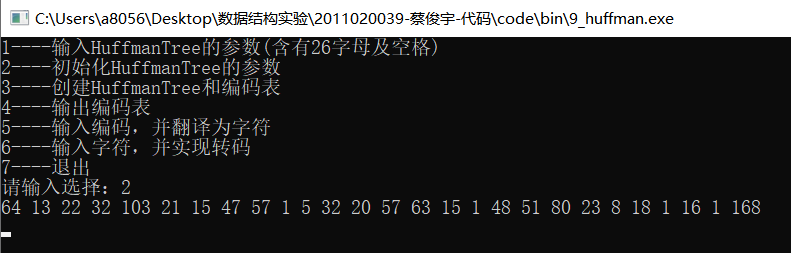 C:\Users\a8056\Desktop\数据结构实验\2011020039-蔡俊宇-代码\code\bin\9_huffman.exe
1----输入HuffmanTree的参数(含有26字母及空格)
2----初始化HuffmanTree的参数
3----创建HuffmanTree和编码表
4----输出编码表
5----输入编码，并翻译为字符
6----输入字符，并实现转码
7----退出
请输入选择：2
64 13 22 32 103 21 15 47 57 1 5 32 20 57 63 15 1 48 51 80 23 8 18 1 16 1 168